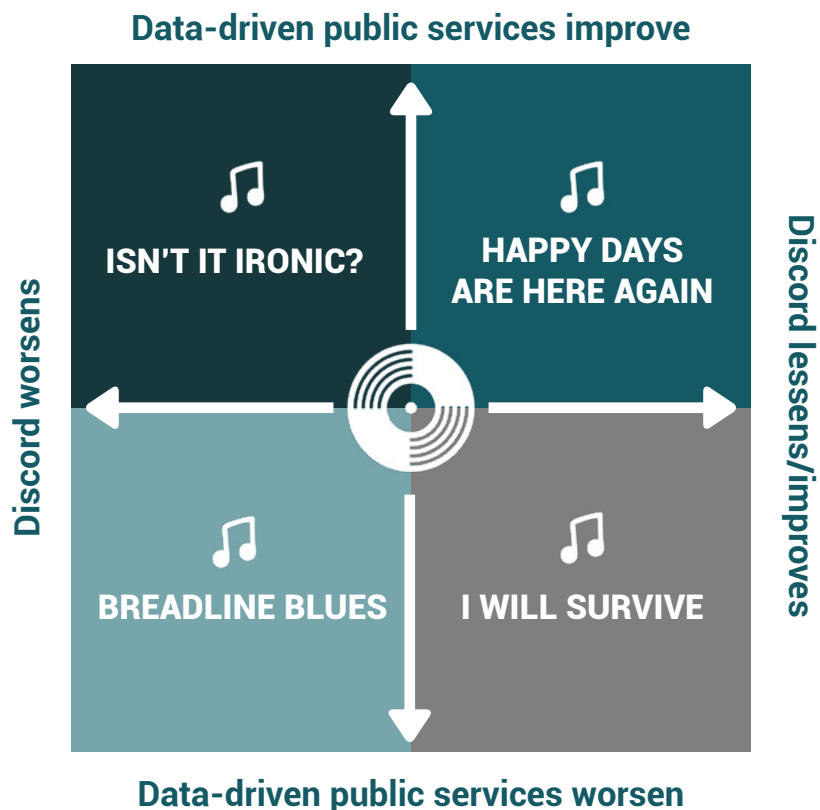 Data-driven public services improve
ISN'T IT IRONIC?
HAPPY DAYS
ARE HERE AGAIN
Discord worsens
Discord lessens/improves
BREADLINE BLUES
I WILL SURVIVE
Data-driven public services worsen